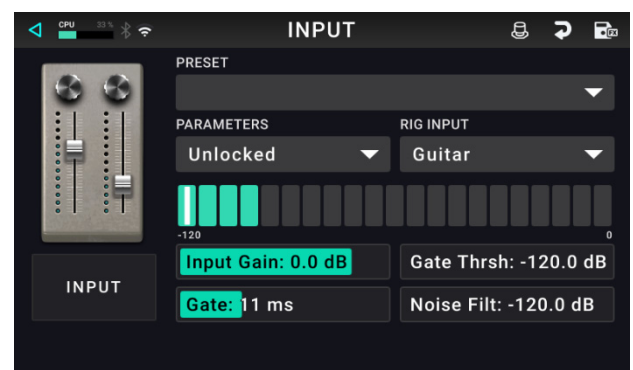 CPU 33 % INPUT
PRESET
PARAMETERS RIG INPUT
Unlocked Guitar
-120 0
Input Gain: 0.0 dB Gate Thrsh: -120.0 dB
INPUT
Gate: 11 ms Noise Filt: -120.0 dB